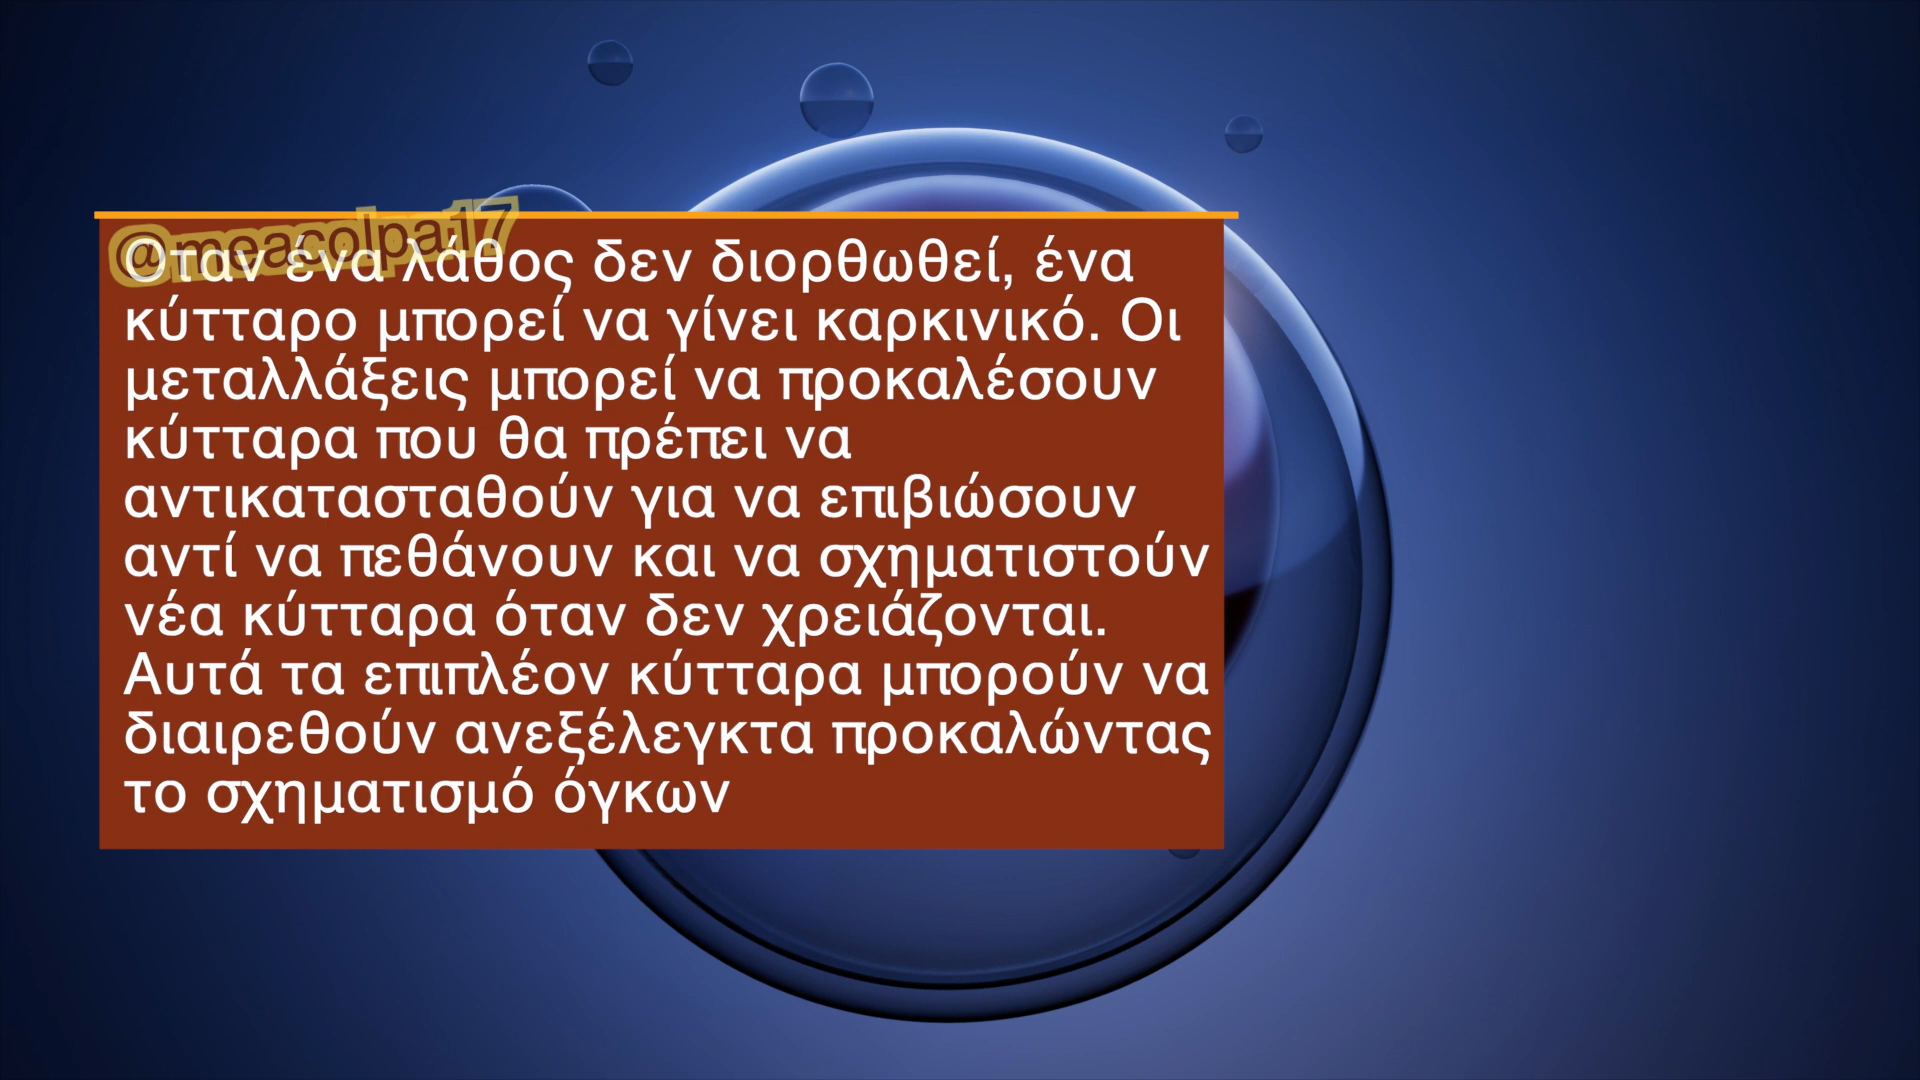 @meacolpa17
Όταν ένα λάθος δεν διορθωθεί, ένα
κύτταρο μπορεί να γίνει καρκινικό. Οι
μεταλλάξεις μπορεί να προκαλέσουν
κύτταρα που θα πρέπει να
αντικατασταθούν για να επιβιώσουν
αντί να πεθάνουν και να σχηματιστούν
νέα κύτταρα όταν δεν χρειάζονται.
Αυτά τα επιπλέον κύτταρα μπορούν να
διαιρεθούν ανεξέλεγκτα προκαλώντας
το σχηματισμό όγκων